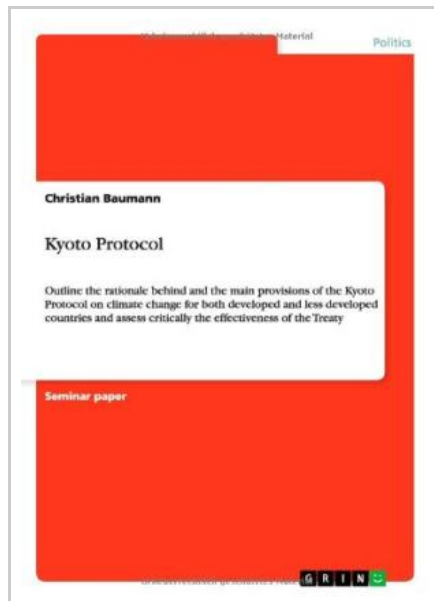 Material
Politics
Christian Baumann
Kyoto Protocol
Outline the rationale behind and the main provisions of the Kyoto
Protocol on climate change for both developed and less developed
countries and assess critically the effectiveness of the Treaty
Seminar paper
GRIN